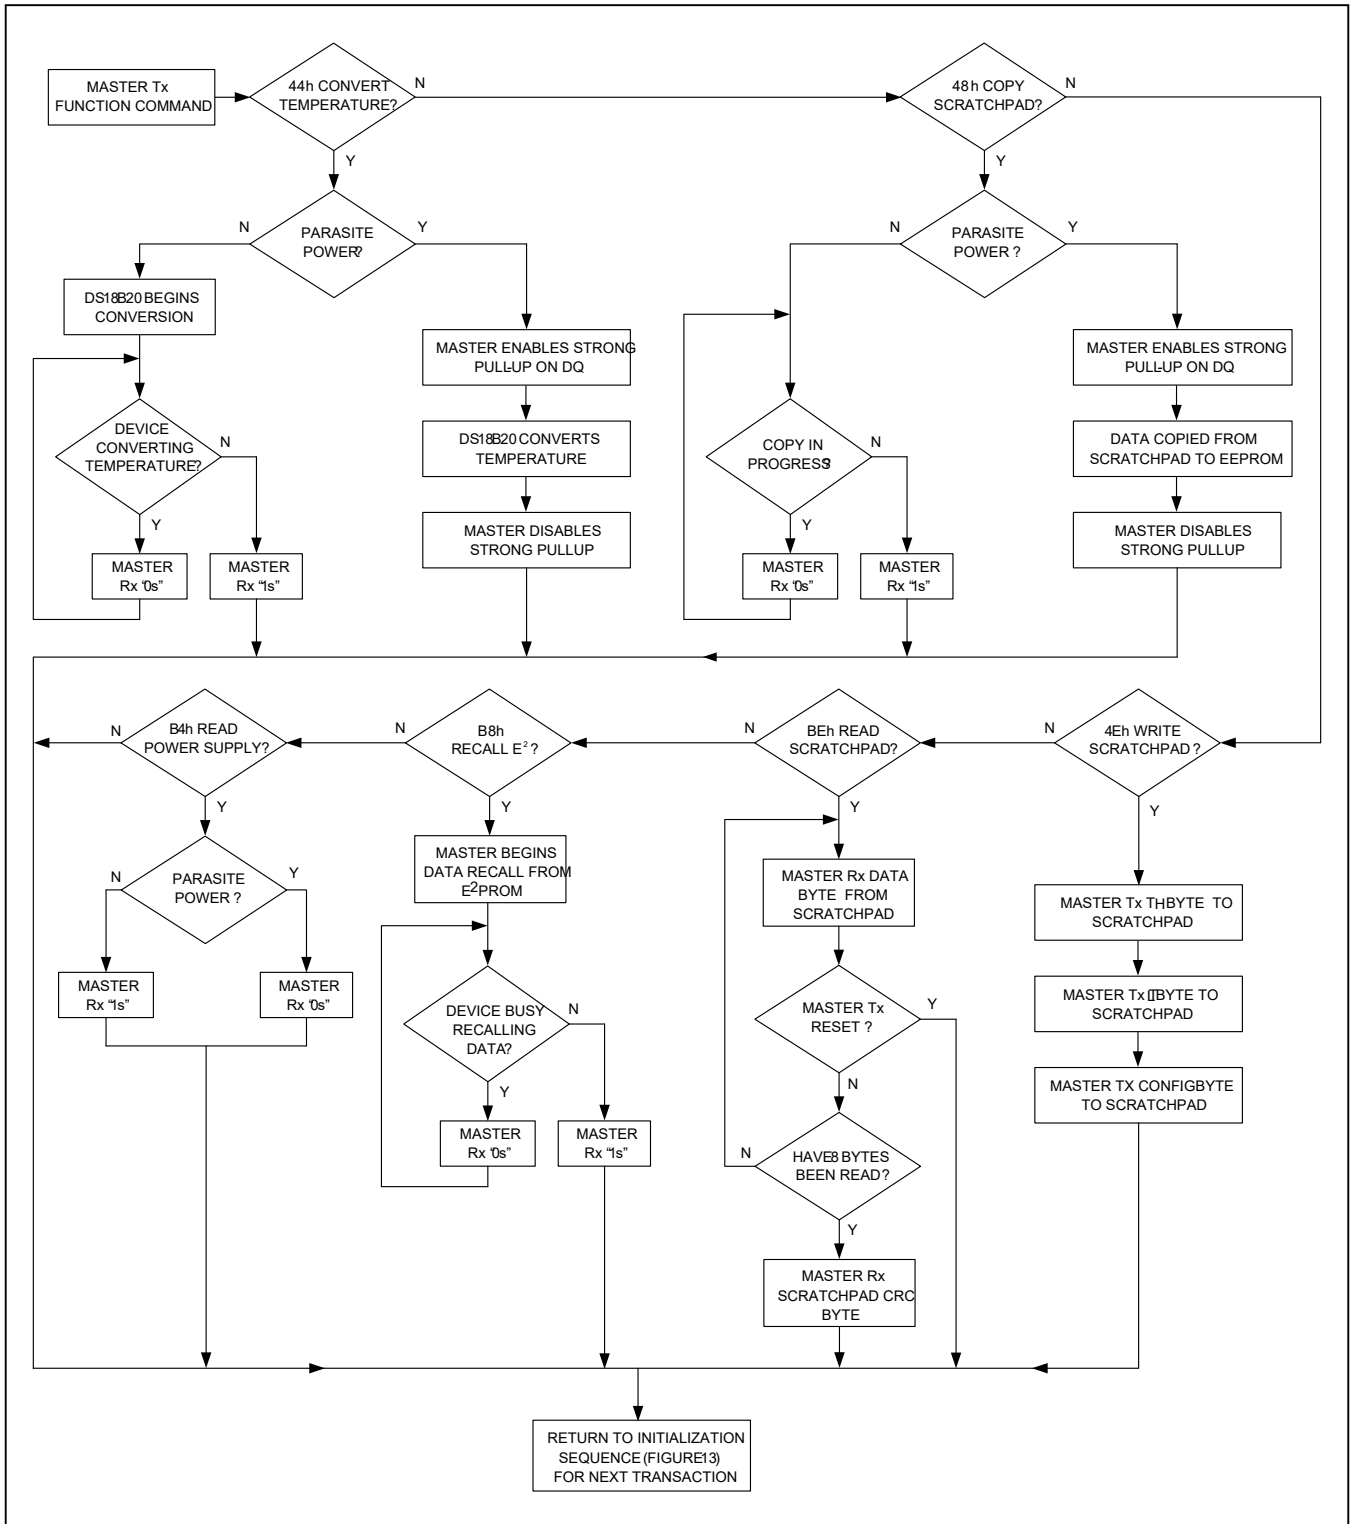 MASTER Tx
FUNCTION COMMAND
44h CONVERT
TEMPERATURE?
N
48h COPY
SCRATCHPAD?
N
Y
Y
N
PARASITE
POWER?
Y
N
PARASITE
POWER ?
Y
DS18B20 BEGINS
CONVERSION
MASTER ENABLES STRONG
PULL-UP ON DQ
MASTER ENABLES STRONG
PULL-UP ON DQ
DEVICE
CONVERTING
TEMPERATURE?
N
Y
DS18B20 CONVERTS
TEMPERATURE
COPY IN
PROGRESS?
N
Y
DATA COPIED FROM
SCRATCHPAD TO EEPROM
MASTER
Rx "0s"
MASTER
Rx "1s"
MASTER DISABLES
STRONG PULLUP
MASTER
Rx "0s"
MASTER
Rx "1s"
MASTER DISABLES
STRONG PULLUP
N
B4h READ
POWER SUPPLY?
N
B8h
RECALL E² ?
N
BEh READ
SCRATCHPAD?
N
4Eh WRITE
SCRATCHPAD ?
Y
Y
Y
Y
N
PARASITE
POWER ?
Y
MASTER BEGINS
DATA RECALL FROM
E²PROM
MASTER Rx DATA
BYTE FROM
SCRATCHPAD
MASTER Tx TH BYTE TO
SCRATCHPAD
MASTER
Rx "1s"
MASTER
Rx "0s"
DEVICE BUSY
RECALLING
DATA?
N
Y
MASTER Tx
RESET ?
Y
N
MASTER Tx BYTE TO
SCRATCHPAD
MASTER TX CONFIG BYTE
TO SCRATCHPAD
MASTER
Rx "0s"
MASTER
Rx "1s"
N
HAVE 8 BYTES
BEEN READ?
Y
MASTER Rx
SCRATCHPAD CRC
BYTE
RETURN TO INITIALIZATION
SEQUENCE (FIGURE 13)
FOR NEXT TRANSACTION